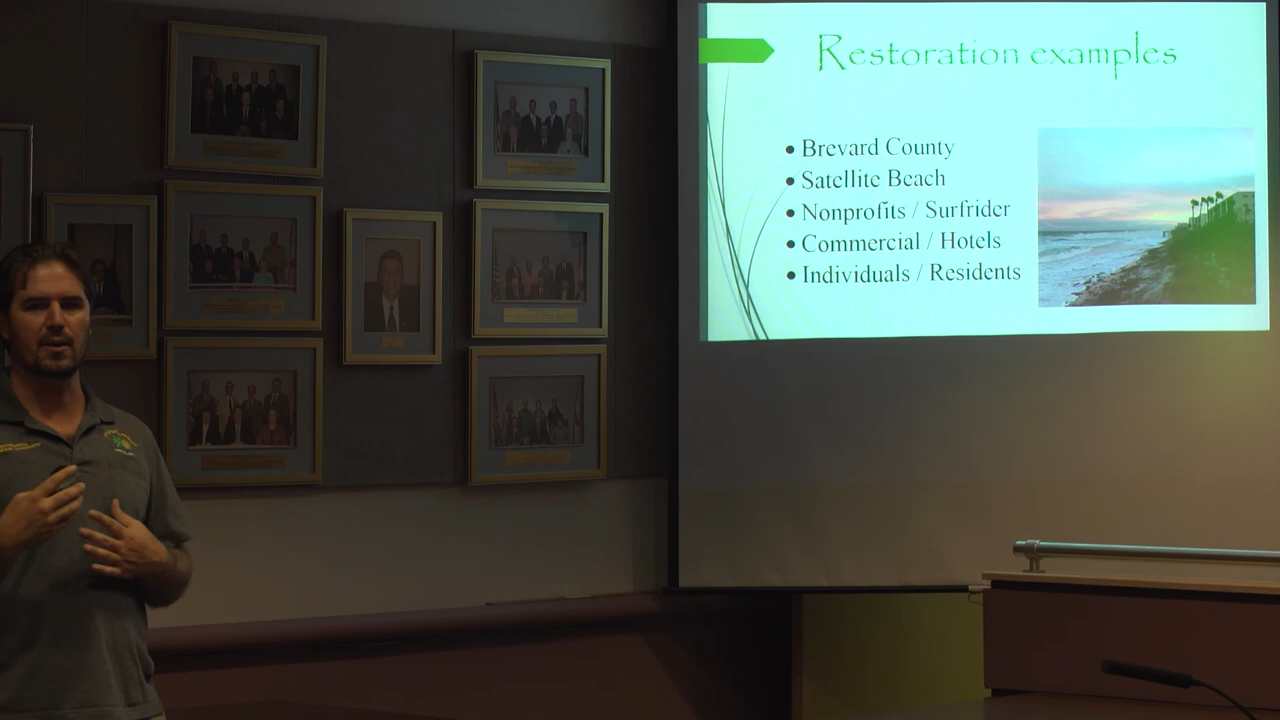 Restoration examples
• Brevard County
• Satellite Beach
• Nonprofits / Surfrider
• Commercial / Hotels
• Individuals / Residents